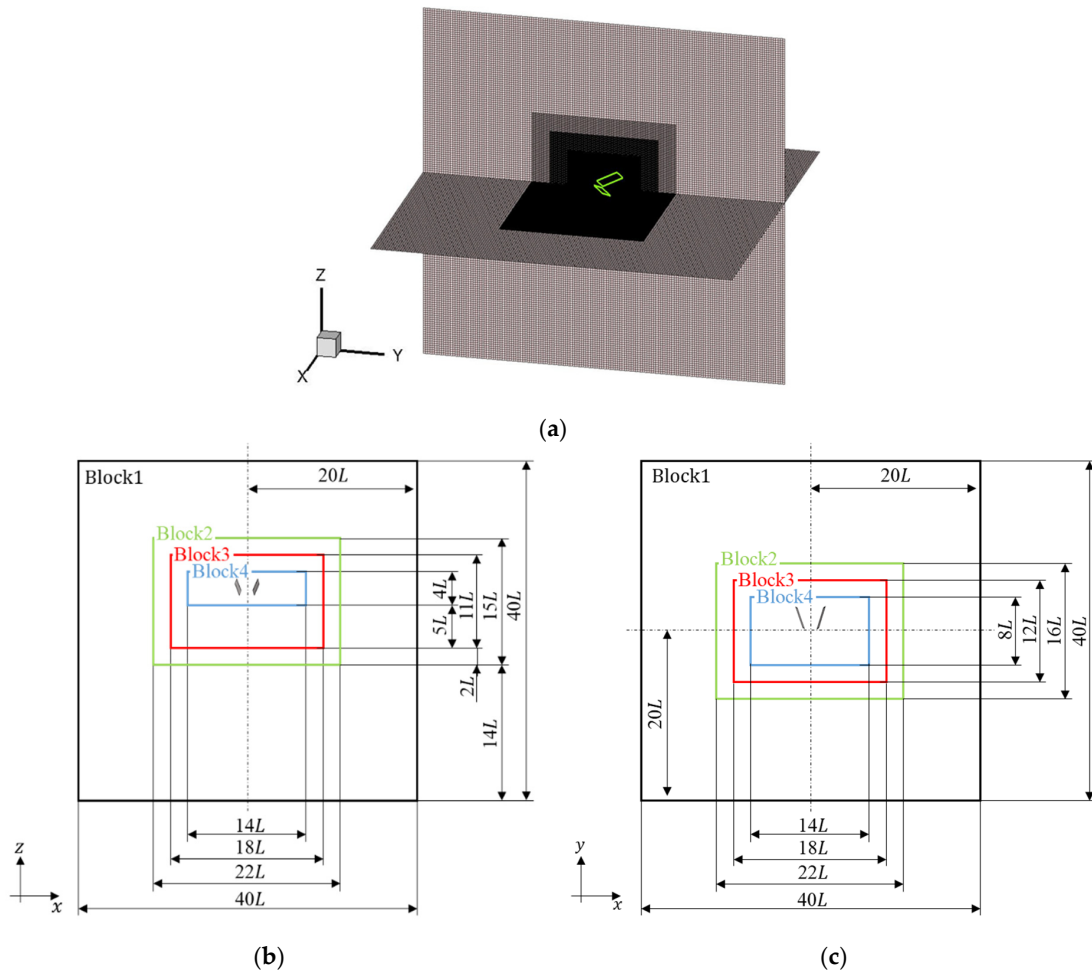 Z
Y
X
(a)
Block1
20L
Block2
Block3
Block4
4L
11L
15L
40L
5L
2L
14L
14L
18L
22L
40L
z
x
(b)
Block1
20L
Block2
Block3
Block4
8L
12L
16L
40L
20L
14L
18L
22L
40L
y
x
(c)